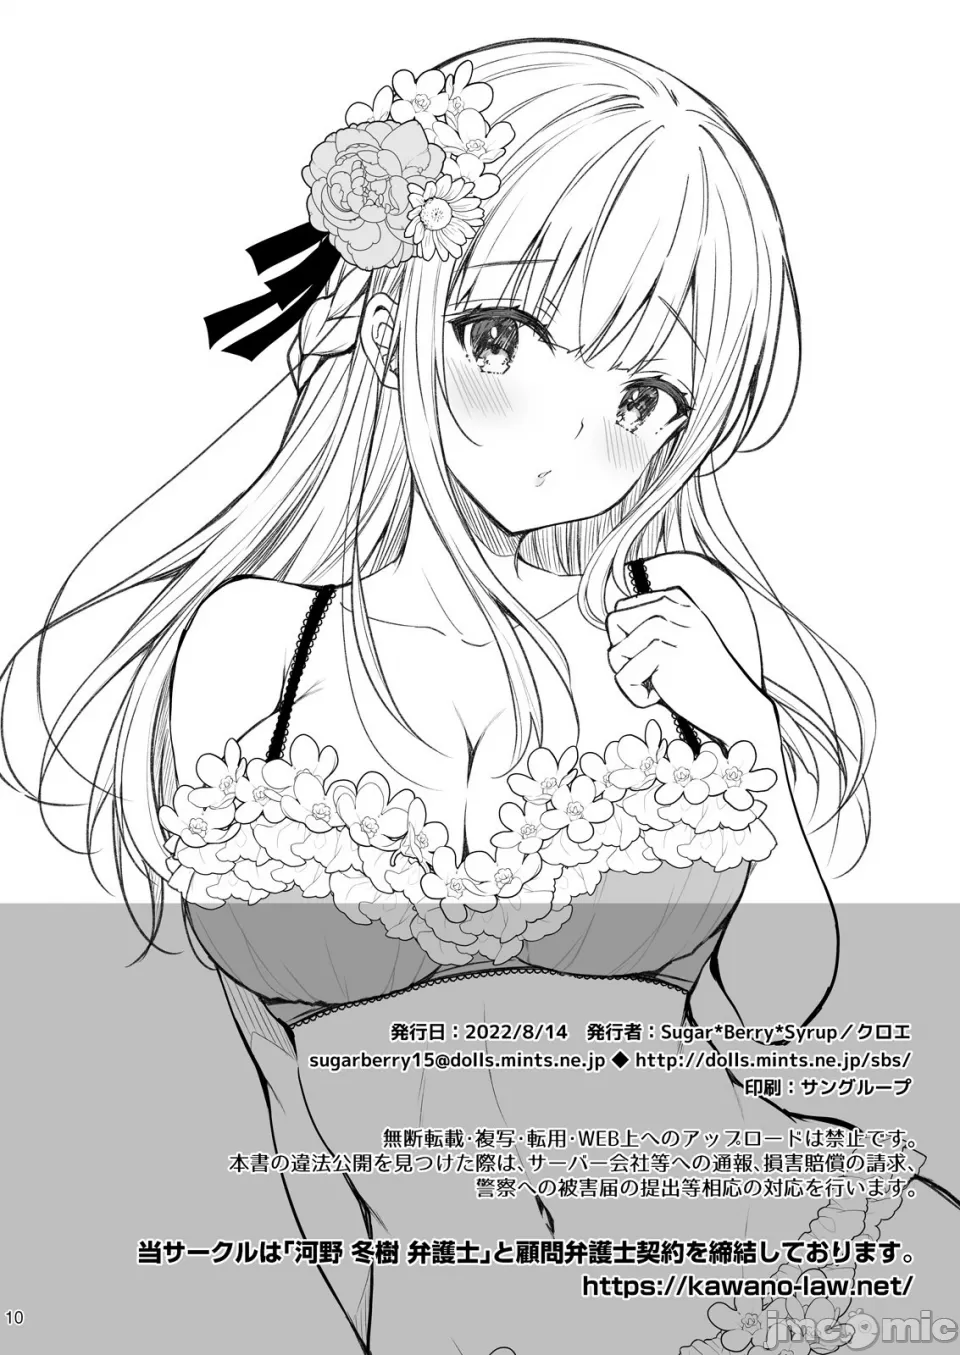 発行日：2022/8/14　発行者：Sugar*Berry*Syrup／クロエ
sugarberry15@dolls.mints.ne.jp ◆ http://dolls.mints.ne.jp/sbs/
印刷：サングループ
無断転載・複写・転用・WEB上へのアップロードは禁止です。
本書の違法公開を見つけた際は、サーバー会社等への通報、損害賠償の請求、
警察への被害届の提出等相応の対応を行います。
当サークルは「河野 冬樹 弁護士」と顧問弁護士契約を締結しております。
https://kawano-law.net/
10
jmcomic